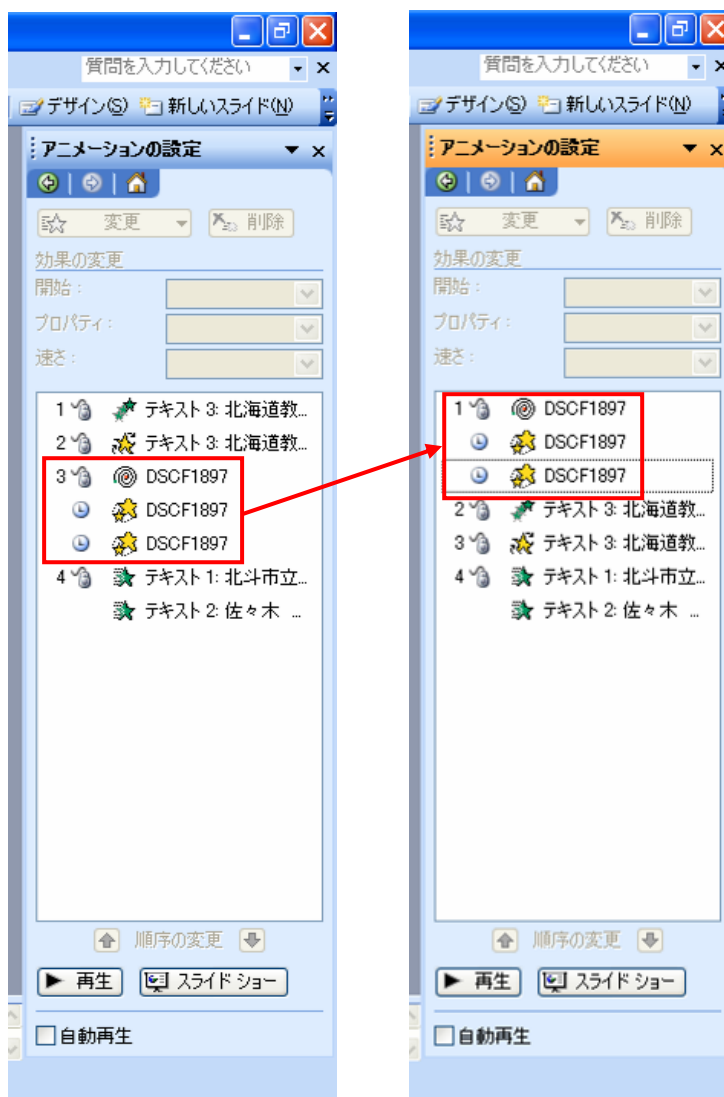 質問を入力してください
デザイン(S) 新しいスライド(N)
アニメーションの設定
変更 削除
効果の変更
開始:
プロパティ:
速さ:
1 テキスト 3: 北海道教...
2 テキスト 3: 北海道教...
3 DSCF1897
DSCF1897
DSCF1897
4 テキスト 1: 北斗市立...
テキスト 2: 佐々木 ...
順序の変更
再生 スライド ショー
自動再生
質問を入力してください
デザイン(S) 新しいスライド(N)
アニメーションの設定
変更 削除
効果の変更
開始:
プロパティ:
速さ:
1 DSCF1897
DSCF1897
DSCF1897
2 テキスト 3: 北海道教...
3 テキスト 3: 北海道教...
4 テキスト 1: 北斗市立...
テキスト 2: 佐々木 ...
順序の変更
再生 スライド ショー
自動再生